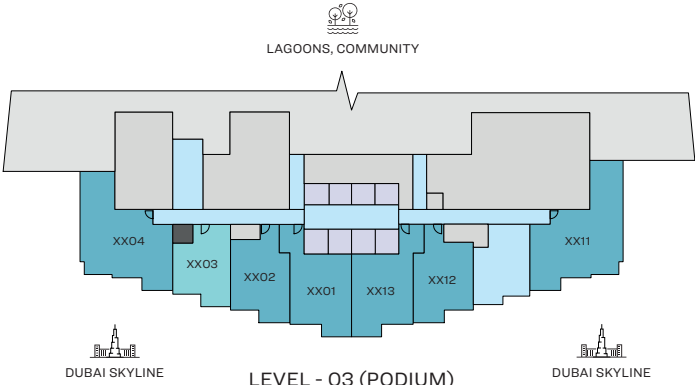 LAGOONS, COMMUNITY
XX04
XX11
XX03
XX02
XX12
XX01
XX13
DUBAI SKYLINE
DUBAI SKYLINE
LEVEL - 03 (PODIUM)